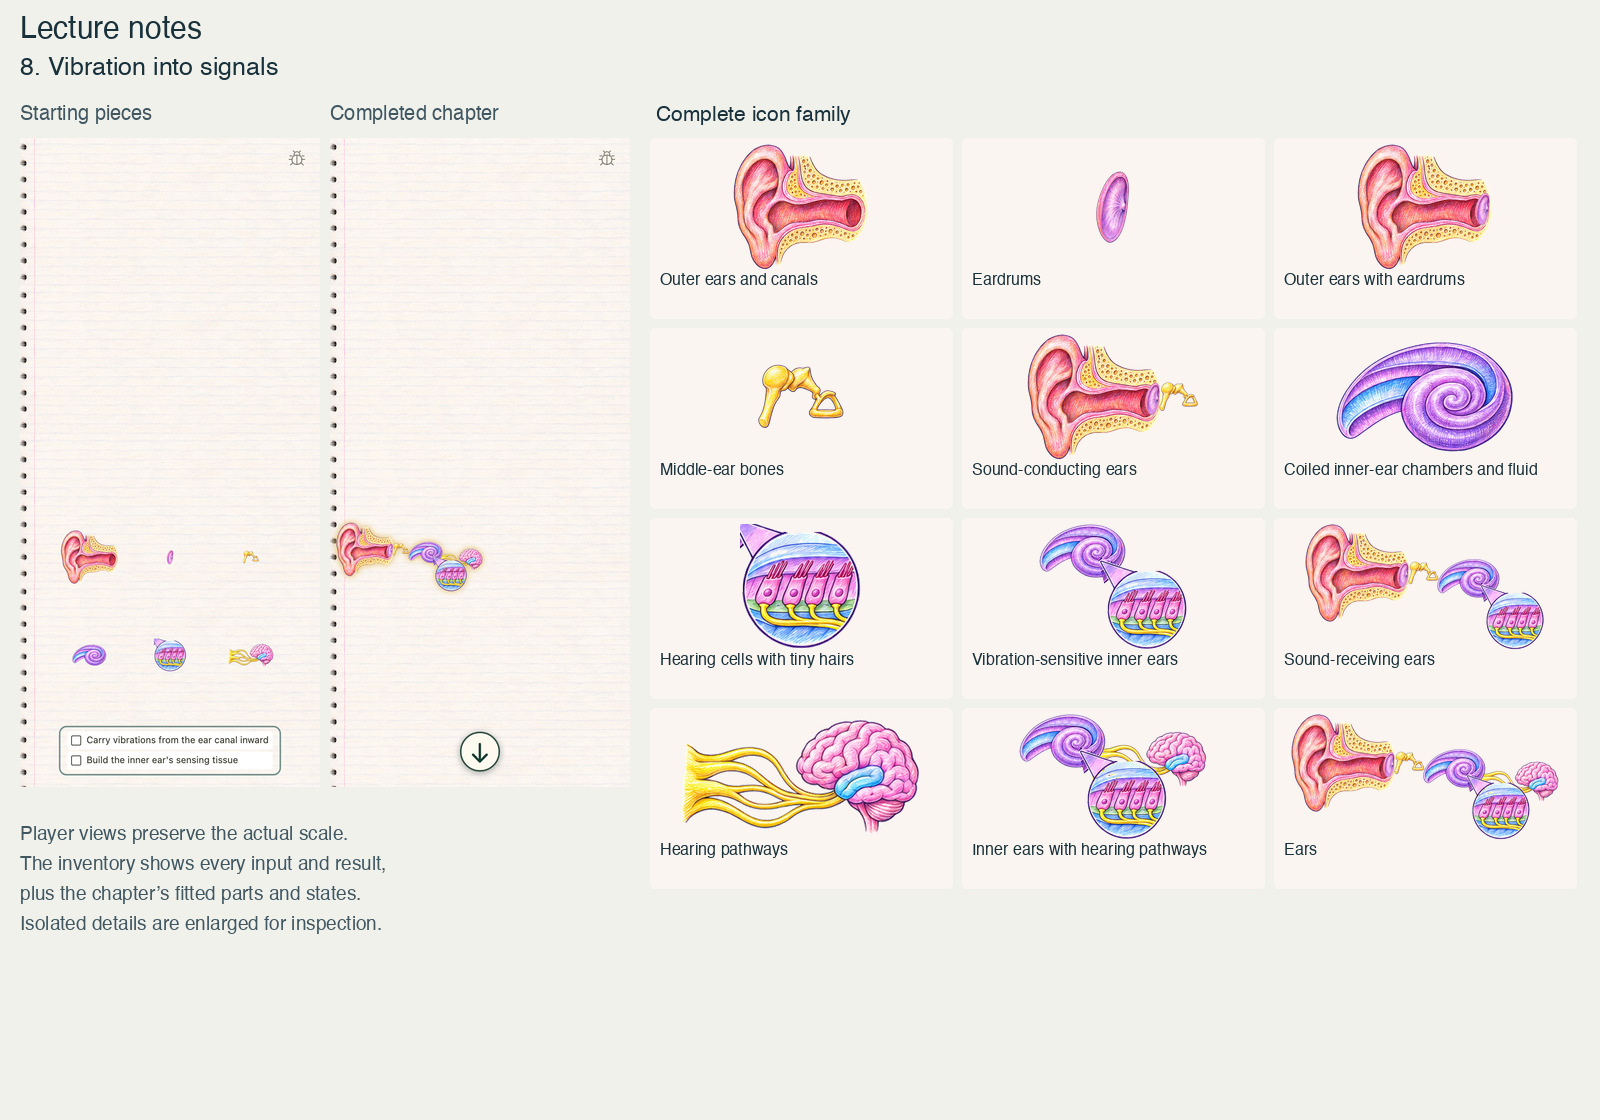 Lecture notes
8. Vibration into signals
Starting pieces
Completed chapter
Complete icon family
Outer ears and canals
Eardrums
Outer ears with eardrums
Middle-ear bones
Sound-conducting ears
Coiled inner-ear chambers and fluid
Hearing cells with tiny hairs
Vibration-sensitive inner ears
Sound-receiving ears
Hearing pathways
Inner ears with hearing pathways
Ears
Carry vibrations from the ear canal inward
Build the inner ear's sensing tissue
Player views preserve the actual scale.
The inventory shows every input and result,
plus the chapter’s fitted parts and states.
Isolated details are enlarged for inspection.